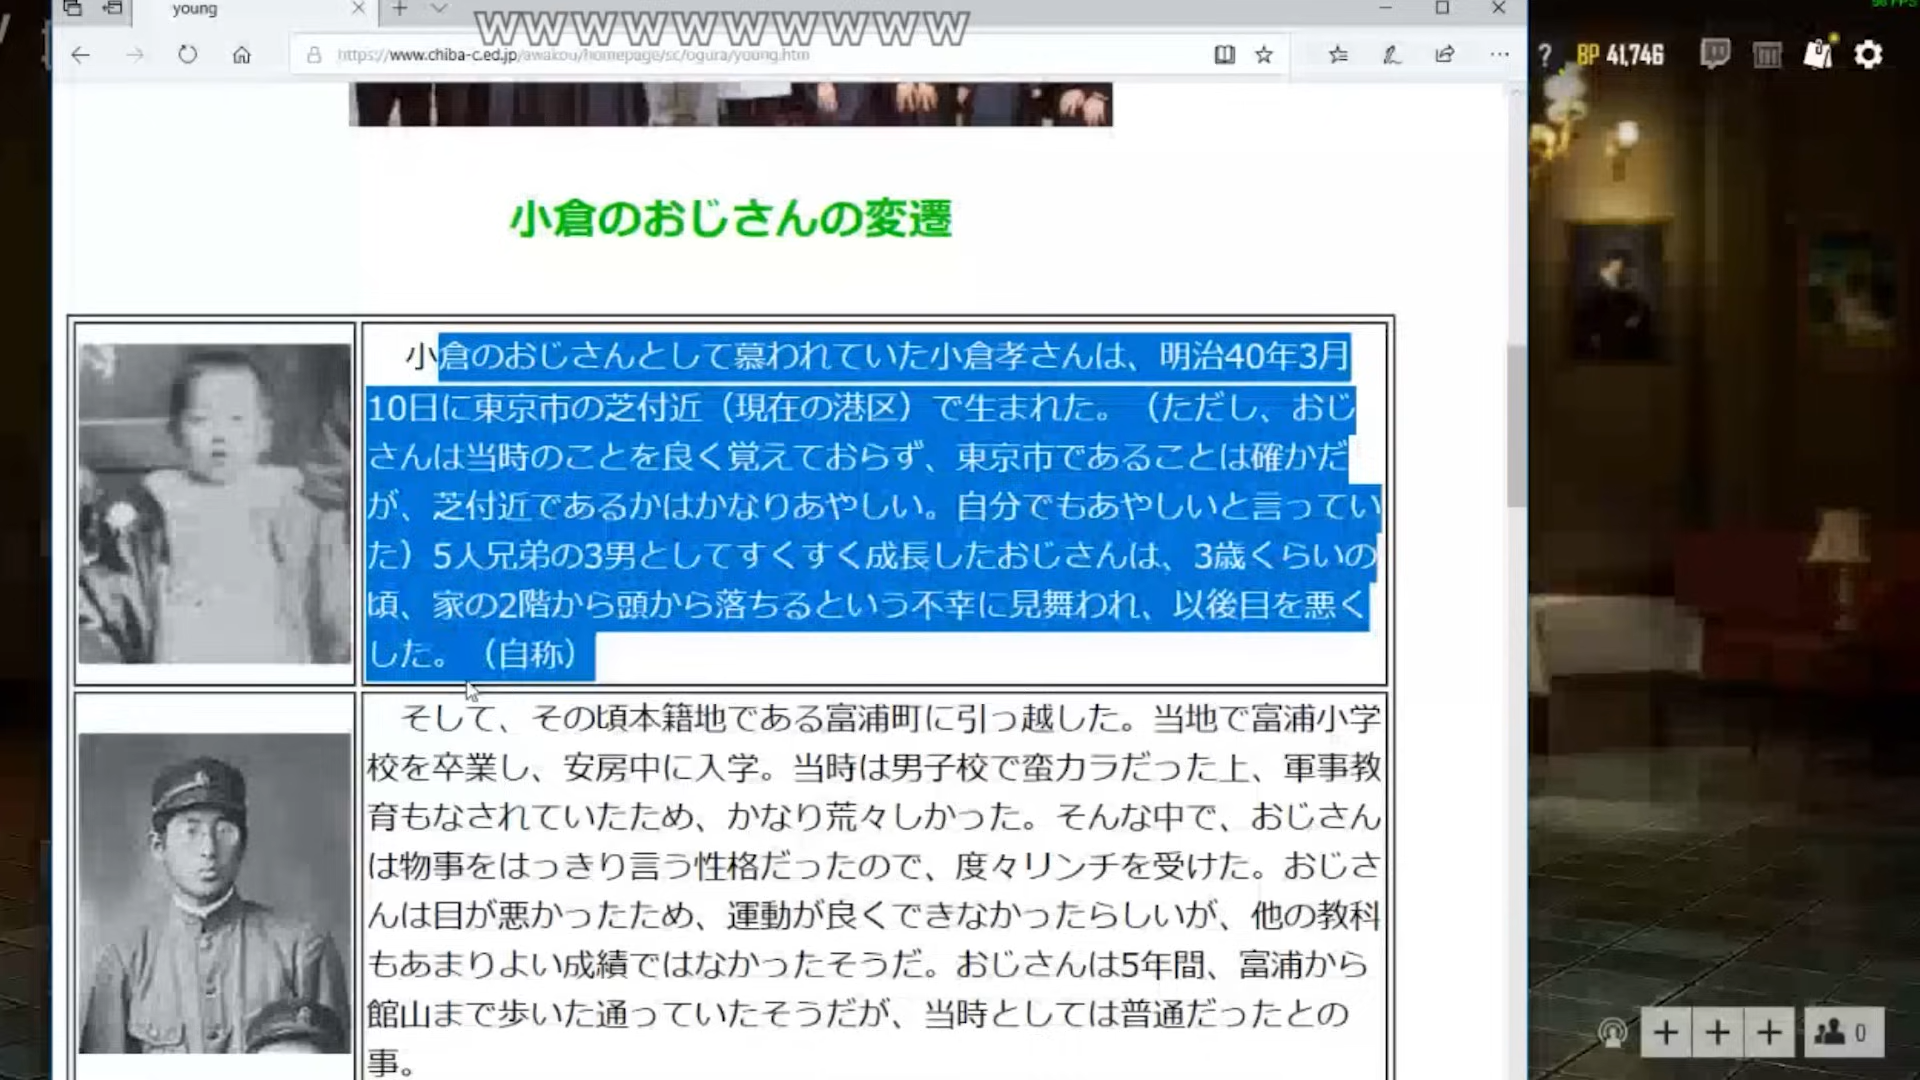 young
wwwwwwwwwww
https://www.chiba-c.ed.jp/awakou/homepage/sc/ogura/young.htm
? BP 41,746
小倉のおじさんの変遷
小倉のおじさんとして慕われていた小倉孝さんは、明治40年3月
10日に東京市の芝付近（現在の港区）で生まれた。（ただし、おじ
さんは当時のことを良く覚えておらず、東京市であることは確かだ
が、芝付近であるかはかなりあやしい。自分でもあやしいと言ってい
た）5人兄弟の3男としてすくすく成長したおじさんは、3歳くらいの
頃、家の2階から頭から落ちるという不幸に見舞われ、以後目を悪く
した。（自称）
そして、その頃本籍地である富浦町に引っ越した。当地で富浦小学
校を卒業し、安房中に入学。当時は男子校で蛮カラだった上、軍事教
育もなされていたため、かなり荒々しかった。そんな中で、おじさん
は物事をはっきり言う性格だったので、度々リンチを受けた。おじさ
んは目が悪かったため、運動が良くできなかったらしいが、他の教科
もあまりよい成績ではなかったそうだ。おじさんは5年間、富浦から
館山まで歩いた通っていたそうだが、当時としては普通だったとの
事。
0